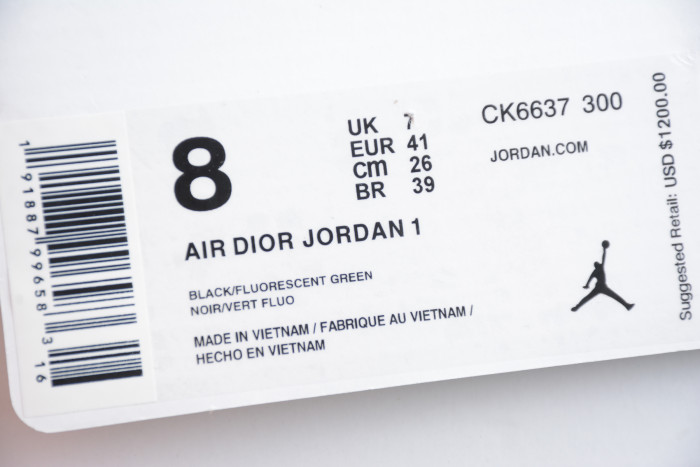 1 91887 99658 3 16
8
UK 7
EUR 41
Cm 26
BR 39
CK6637 300
JORDAN.COM
AIR DIOR JORDAN 1
BLACK/FLUORESCENT GREEN
NOIR/VERT FLUO
MADE IN VIETNAM / FABRIQUE AU VIETNAM /
HECHO EN VIETNAM
Suggested Retail: USD $1200.00